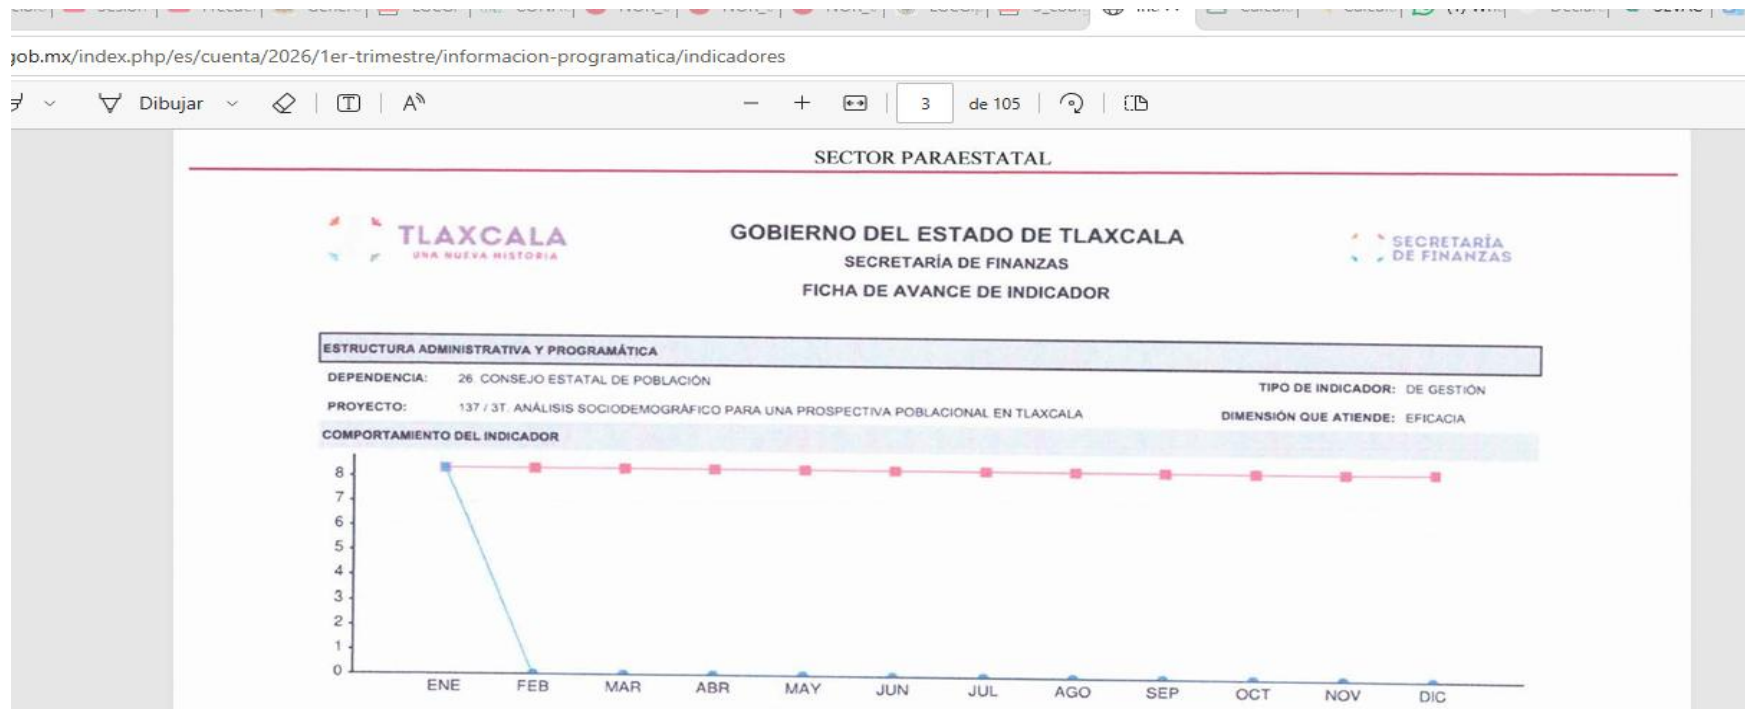 gob.mx/index.php/es/cuenta/2026/1er-trimestre/informacion-programatica/indicadores
Dibujar
3 de 105
SECTOR PARAESTATAL
TLAXCALA
UNA NUEVA HISTORIA
GOBIERNO DEL ESTADO DE TLAXCALA
SECRETARÍA DE FINANZAS
FICHA DE AVANCE DE INDICADOR
SECRETARÍA
DE FINANZAS
ESTRUCTURA ADMINISTRATIVA Y PROGRAMÁTICA
DEPENDENCIA: 26 CONSEJO ESTATAL DE POBLACIÓN
TIPO DE INDICADOR: DE GESTIÓN
PROYECTO: 137 / 3T. ANÁLISIS SOCIODEMOGRÁFICO PARA UNA PROSPECTIVA POBLACIONAL EN TLAXCALA
DIMENSIÓN QUE ATIENDE: EFICACIA
COMPORTAMIENTO DEL INDICADOR
8
7
6
5
4
3
2
1
0
ENE FEB MAR ABR MAY JUN JUL AGO SEP OCT NOV DIC